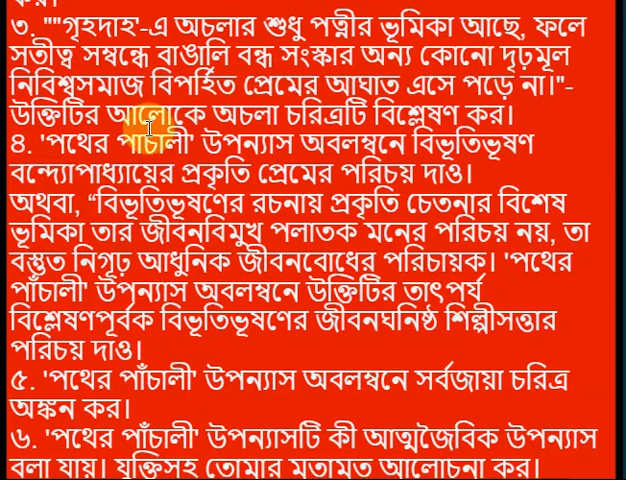 কর।
৩. ""গৃহদাহ'-এ অচলার শুধু পত্নীর ভূমিকা আছে, ফলে
সতীত্ব সম্বন্ধে বাঙালি বন্ধ সংস্কার অন্য কোনো দৃঢ়মূল
নিবিশ্বসমাজ বিপর্হিত প্রেমের আঘাত এসে পড়ে না।"-
উক্তিটির আলোকে অচলা চরিত্রটি বিশ্লেষণ কর।
৪. 'পথের পাঁচালী' উপন্যাস অবলম্বনে বিভূতিভূষণ
বন্দ্যোপাধ্যায়ের প্রকৃতি প্রেমের পরিচয় দাও।
অথবা, “বিভূতিভূষণের রচনায় প্রকৃতি চেতনার বিশেষ
ভূমিকা তার জীবনবিমুখ পলাতক মনের পরিচয় নয়, তা
বস্তুত নিগূঢ় আধুনিক জীবনবোধের পরিচায়ক। 'পথের
পাঁচালী' উপন্যাস অবলম্বনে উক্তিটির তাৎপর্য
বিশ্লেষণপূর্বক বিভূতিভূষণের জীবনঘনিষ্ঠ শিল্পীসত্তার
পরিচয় দাও।
৫. 'পথের পাঁচালী' উপন্যাস অবলম্বনে সর্বজায়া চরিত্র
অঙ্কন কর।
৬. 'পথের পাঁচালী' উপন্যাসটি কী আত্মজৈবিক উপন্যাস
বলা যায়। যুক্তিসহ তোমার মতামত আলোচনা কর।